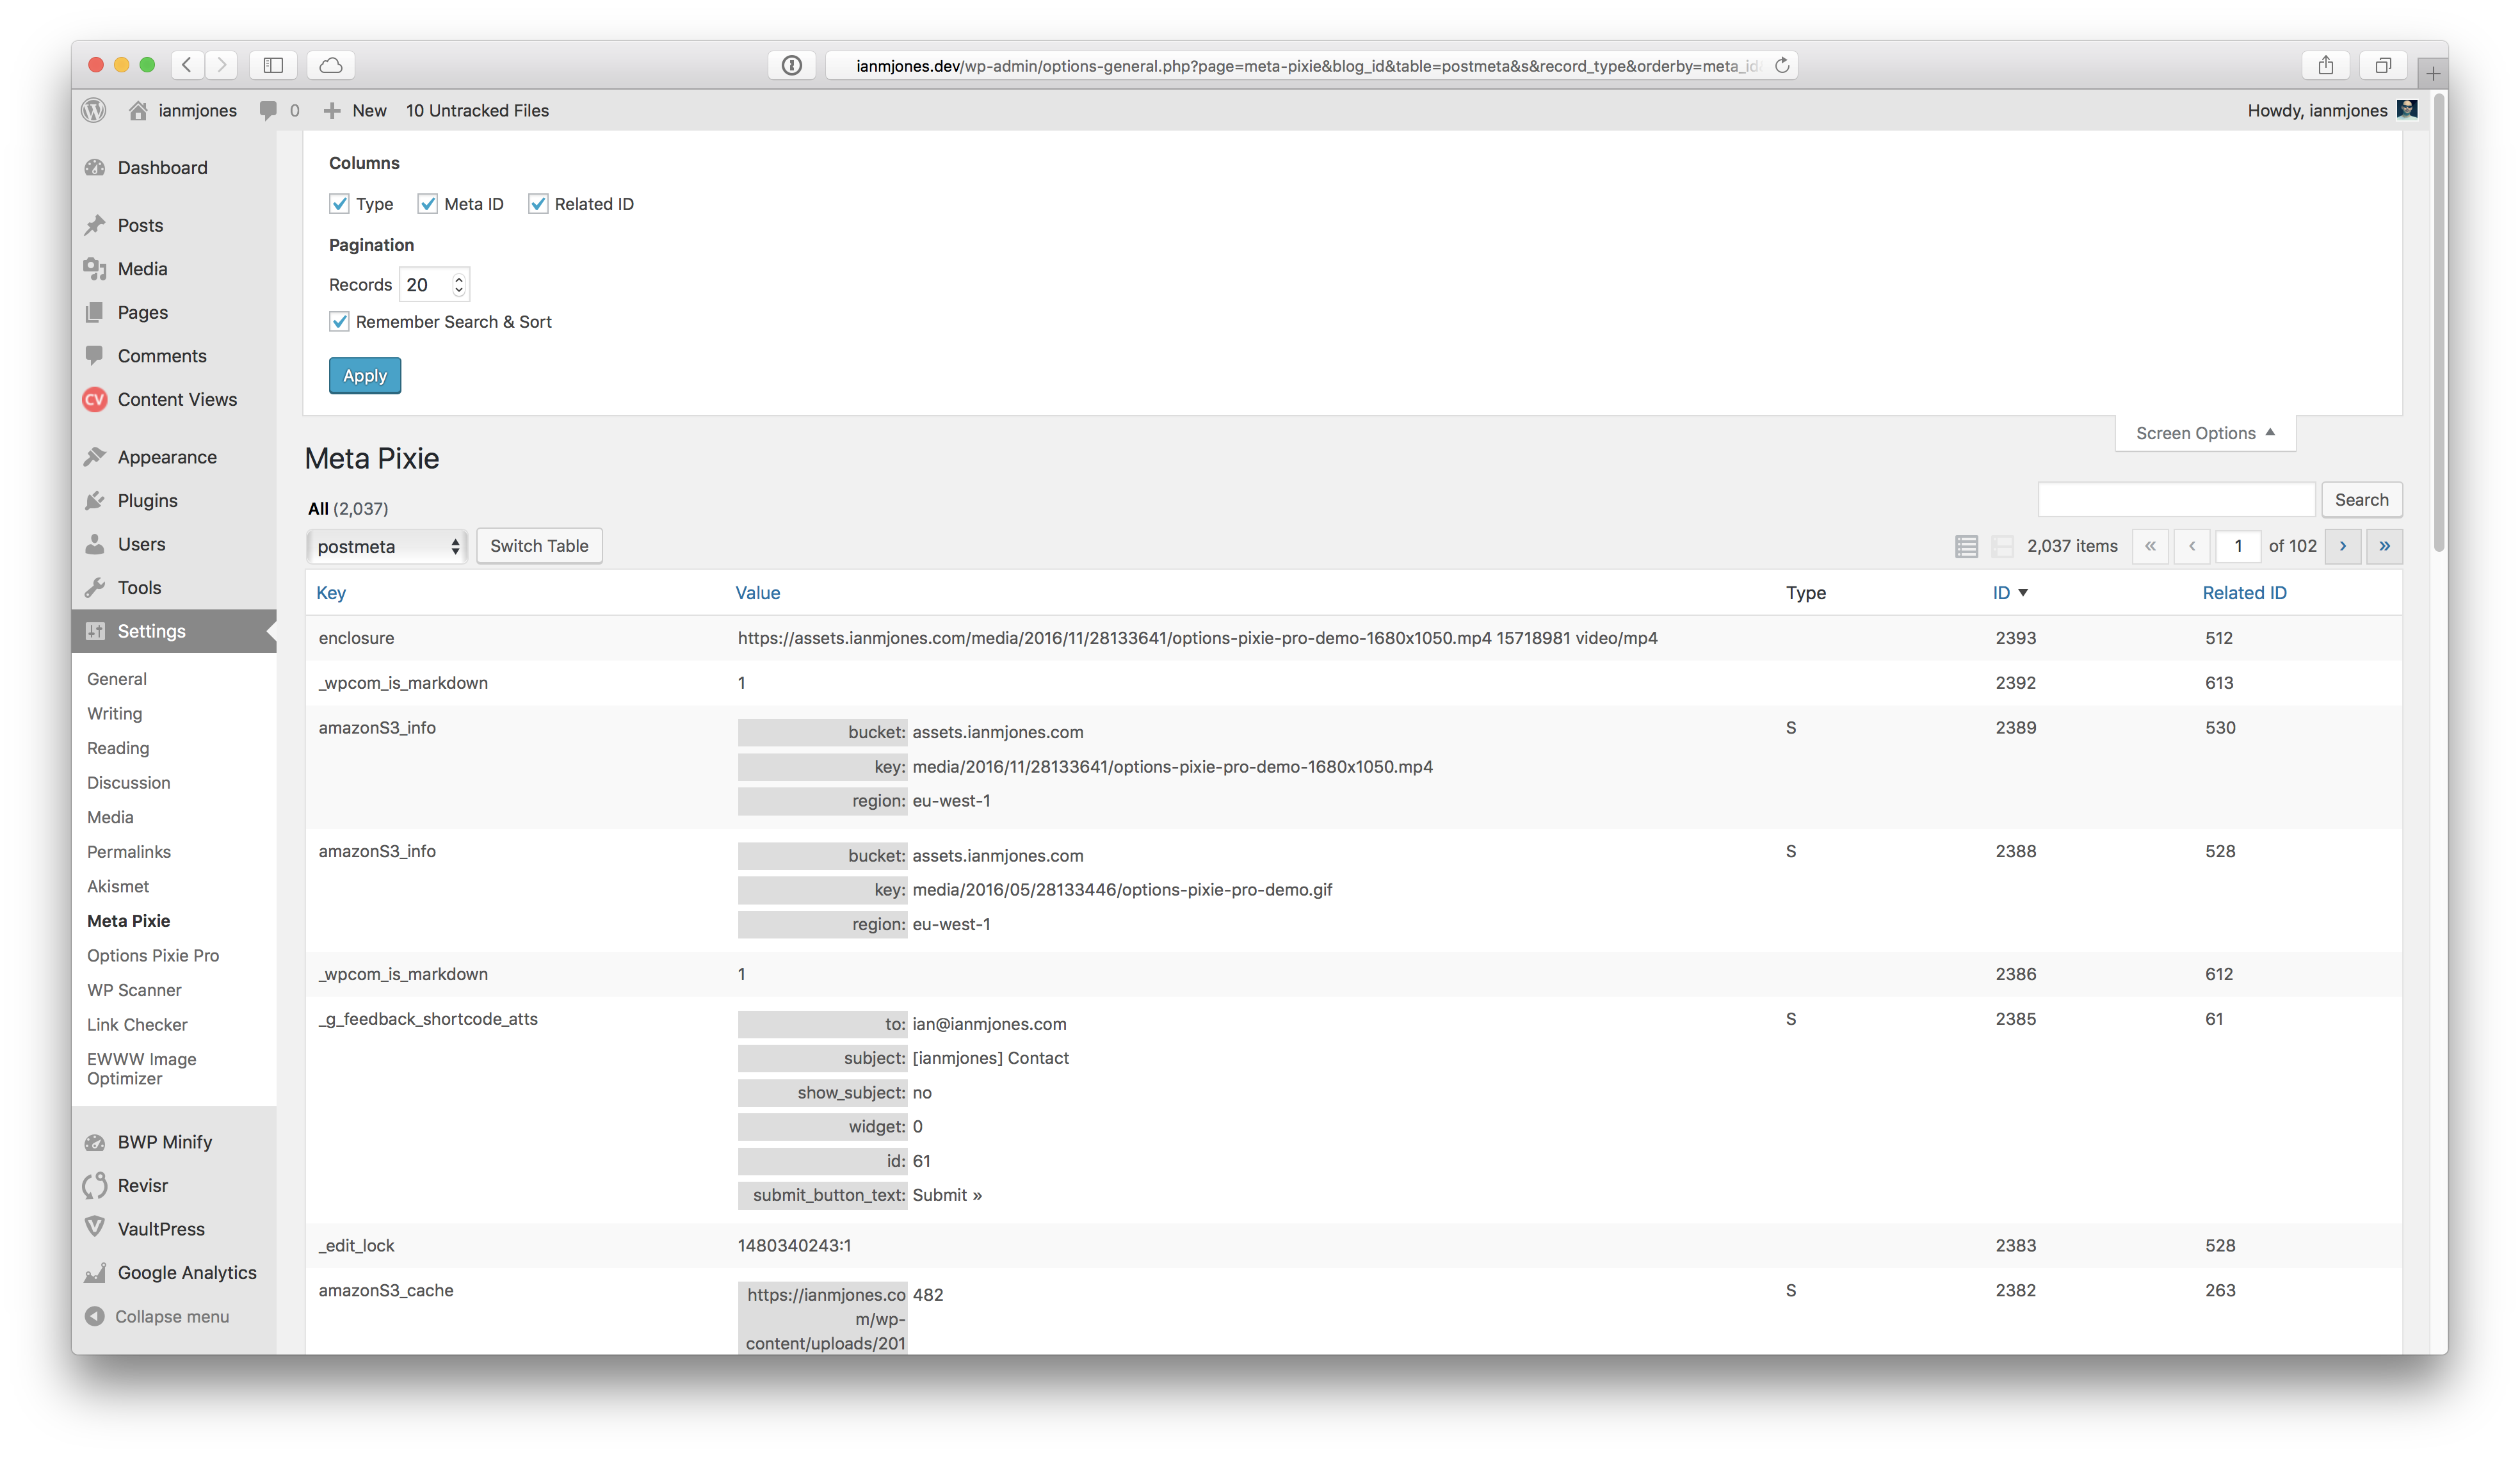 ianmjones.dev/wp-admin/options-general.php?page=meta-pixie&blog_id&table=postmeta&s&record_type&orderby=meta_id
ianmjones 0 New 10 Untracked Files Howdy, ianmjones
Dashboard
Posts
Media
Pages
Comments
CV Content Views
Appearance
Plugins
Users
Tools
Settings
General
Writing
Reading
Discussion
Media
Permalinks
Akismet
Meta Pixie
Options Pixie Pro
WP Scanner
Link Checker
EWWW Image
Optimizer
BWP Minify
Revisr
VaultPress
Google Analytics
Collapse menu
Columns
Type Meta ID Related ID
Pagination
Records 20
Remember Search & Sort
Apply
Screen Options
Meta Pixie
All (2,037)
Search
postmeta Switch Table 2,037 items « ‹ 1 of 102 › »
Key Value Type ID Related ID
enclosure https://assets.ianmjones.com/media/2016/11/28133641/options-pixie-pro-demo-1680x1050.mp4 15718981 video/mp4 2393 512
_wpcom_is_markdown 1 2392 613
amazonS3_info bucket: assets.ianmjones.com S 2389 530
key: media/2016/11/28133641/options-pixie-pro-demo-1680x1050.mp4
region: eu-west-1
amazonS3_info bucket: assets.ianmjones.com S 2388 528
key: media/2016/05/28133446/options-pixie-pro-demo.gif
region: eu-west-1
_wpcom_is_markdown 1 2386 612
_g_feedback_shortcode_atts to: ian@ianmjones.com S 2385 61
subject: [ianmjones] Contact
show_subject: no
widget: 0
id: 61
submit_button_text: Submit »
_edit_lock 1480340243:1 2383 528
amazonS3_cache https://ianmjones.co 482 S 2382 263
m/wp-
content/uploads/201